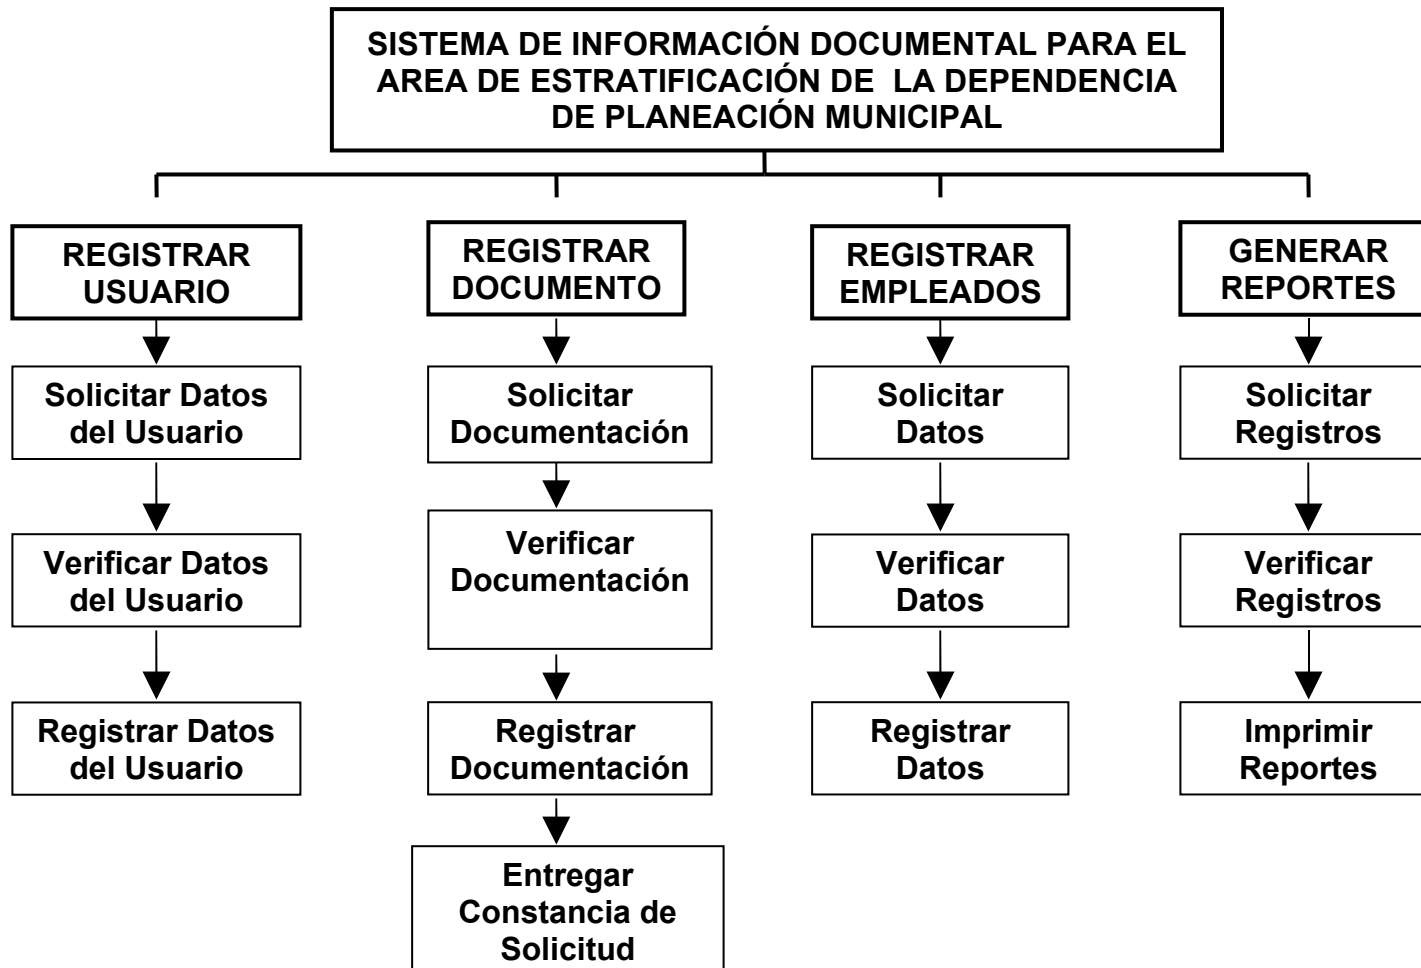 SISTEMA DE INFORMACIÓN DOCUMENTAL PARA EL
AREA DE ESTRATIFICACIÓN DE LA DEPENDENCIA
DE PLANEACIÓN MUNICIPAL
REGISTRAR
USUARIO
Solicitar Datos
del Usuario
Verificar Datos
del Usuario
Registrar Datos
del Usuario
REGISTRAR
DOCUMENTO
Solicitar
Documentación
Verificar
Documentación
Registrar
Documentación
Entregar
Constancia de
Solicitud
REGISTRAR
EMPLEADOS
Solicitar
Datos
Verificar
Datos
Registrar
Datos
GENERAR
REPORTES
Solicitar
Registros
Verificar
Registros
Imprimir
Reportes